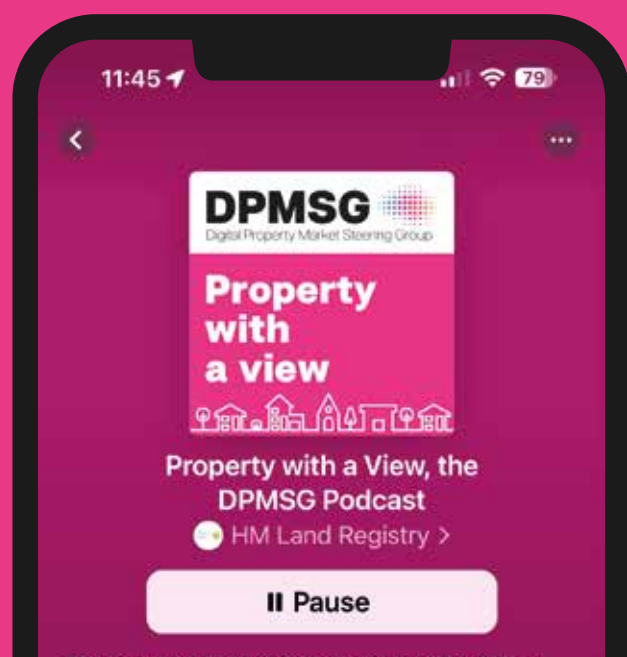 11:45
79
DPMSG
Digital Property Market Steering Group
Property
with
a view
Property with a View, the
DPMSG Podcast
HM Land Registry >
Pause